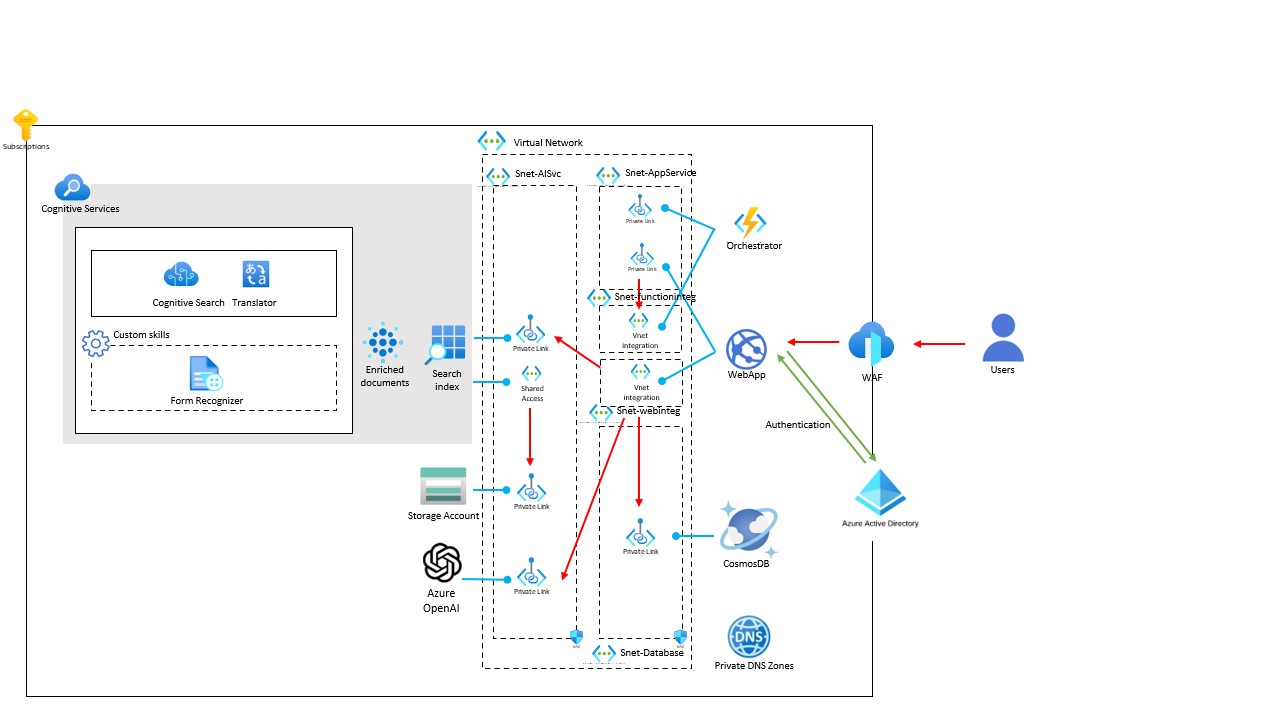 Subscriptions
Virtual Network
Snet-AISvc
Snet-AppService
Cognitive Services
Private Link
Orchestrator
Private Link
Cognitive Search
Translator
Snet-functioninteg
Custom skills
Vnet
integration
Private Link
Enriched
documents
Search
index
WebApp
WAF
Users
Shared
Access
Vnet
integration
Form Recognizer
Snet-webinteg
Authentication
Private Link
Storage Account
Azure Active Directory
Private Link
CosmosDB
Azure
OpenAI
Private Link
DNS
Snet-Database
Private DNS Zones